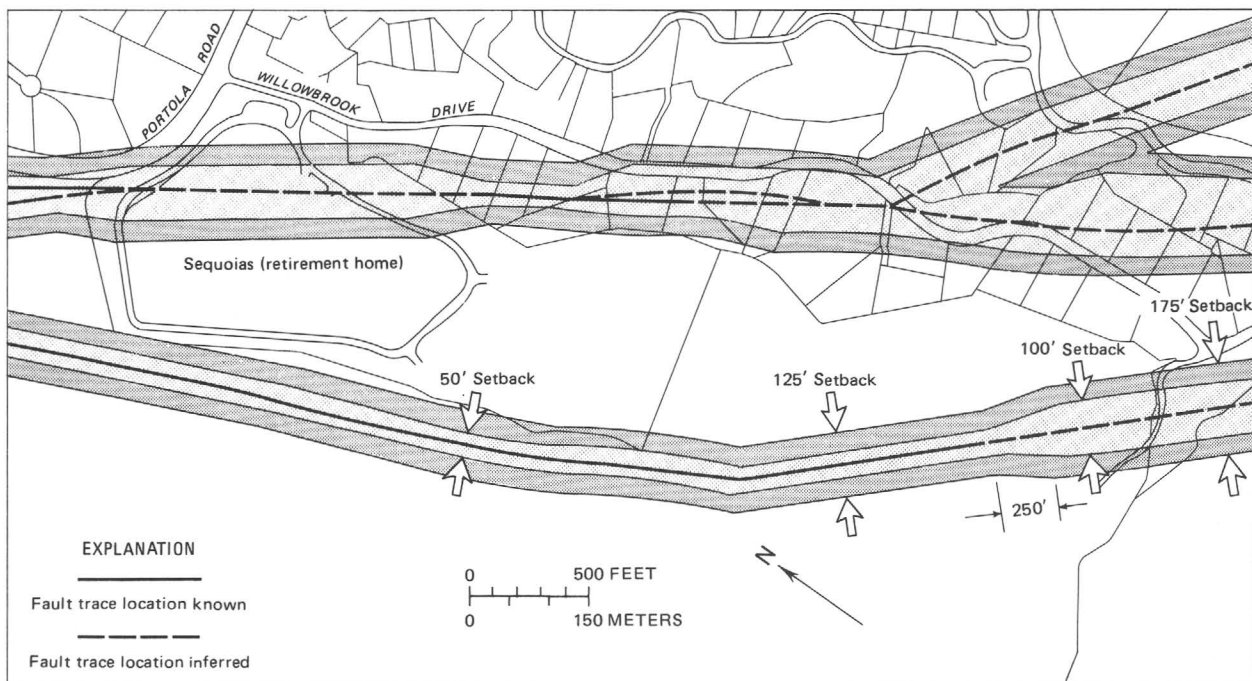 PORTOLA ROAD
WILLOWBROOK DRIVE
Sequoias (retirement home)
175' Setback
100' Setback
50' Setback
125' Setback
250'
N
EXPLANATION
Fault trace location known
Fault trace location inferred
0 500 FEET
0 150 METERS